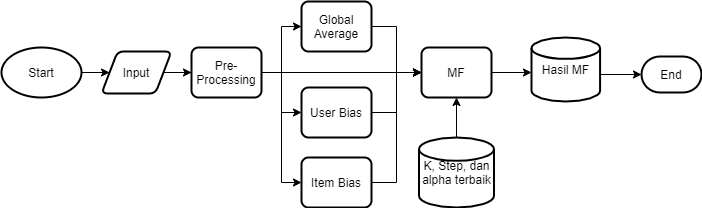 Start
Input
Pre-
Processing
Global
Average
User Bias
Item Bias
MF
K, Step, dan
alpha terbaik
Hasil MF
End